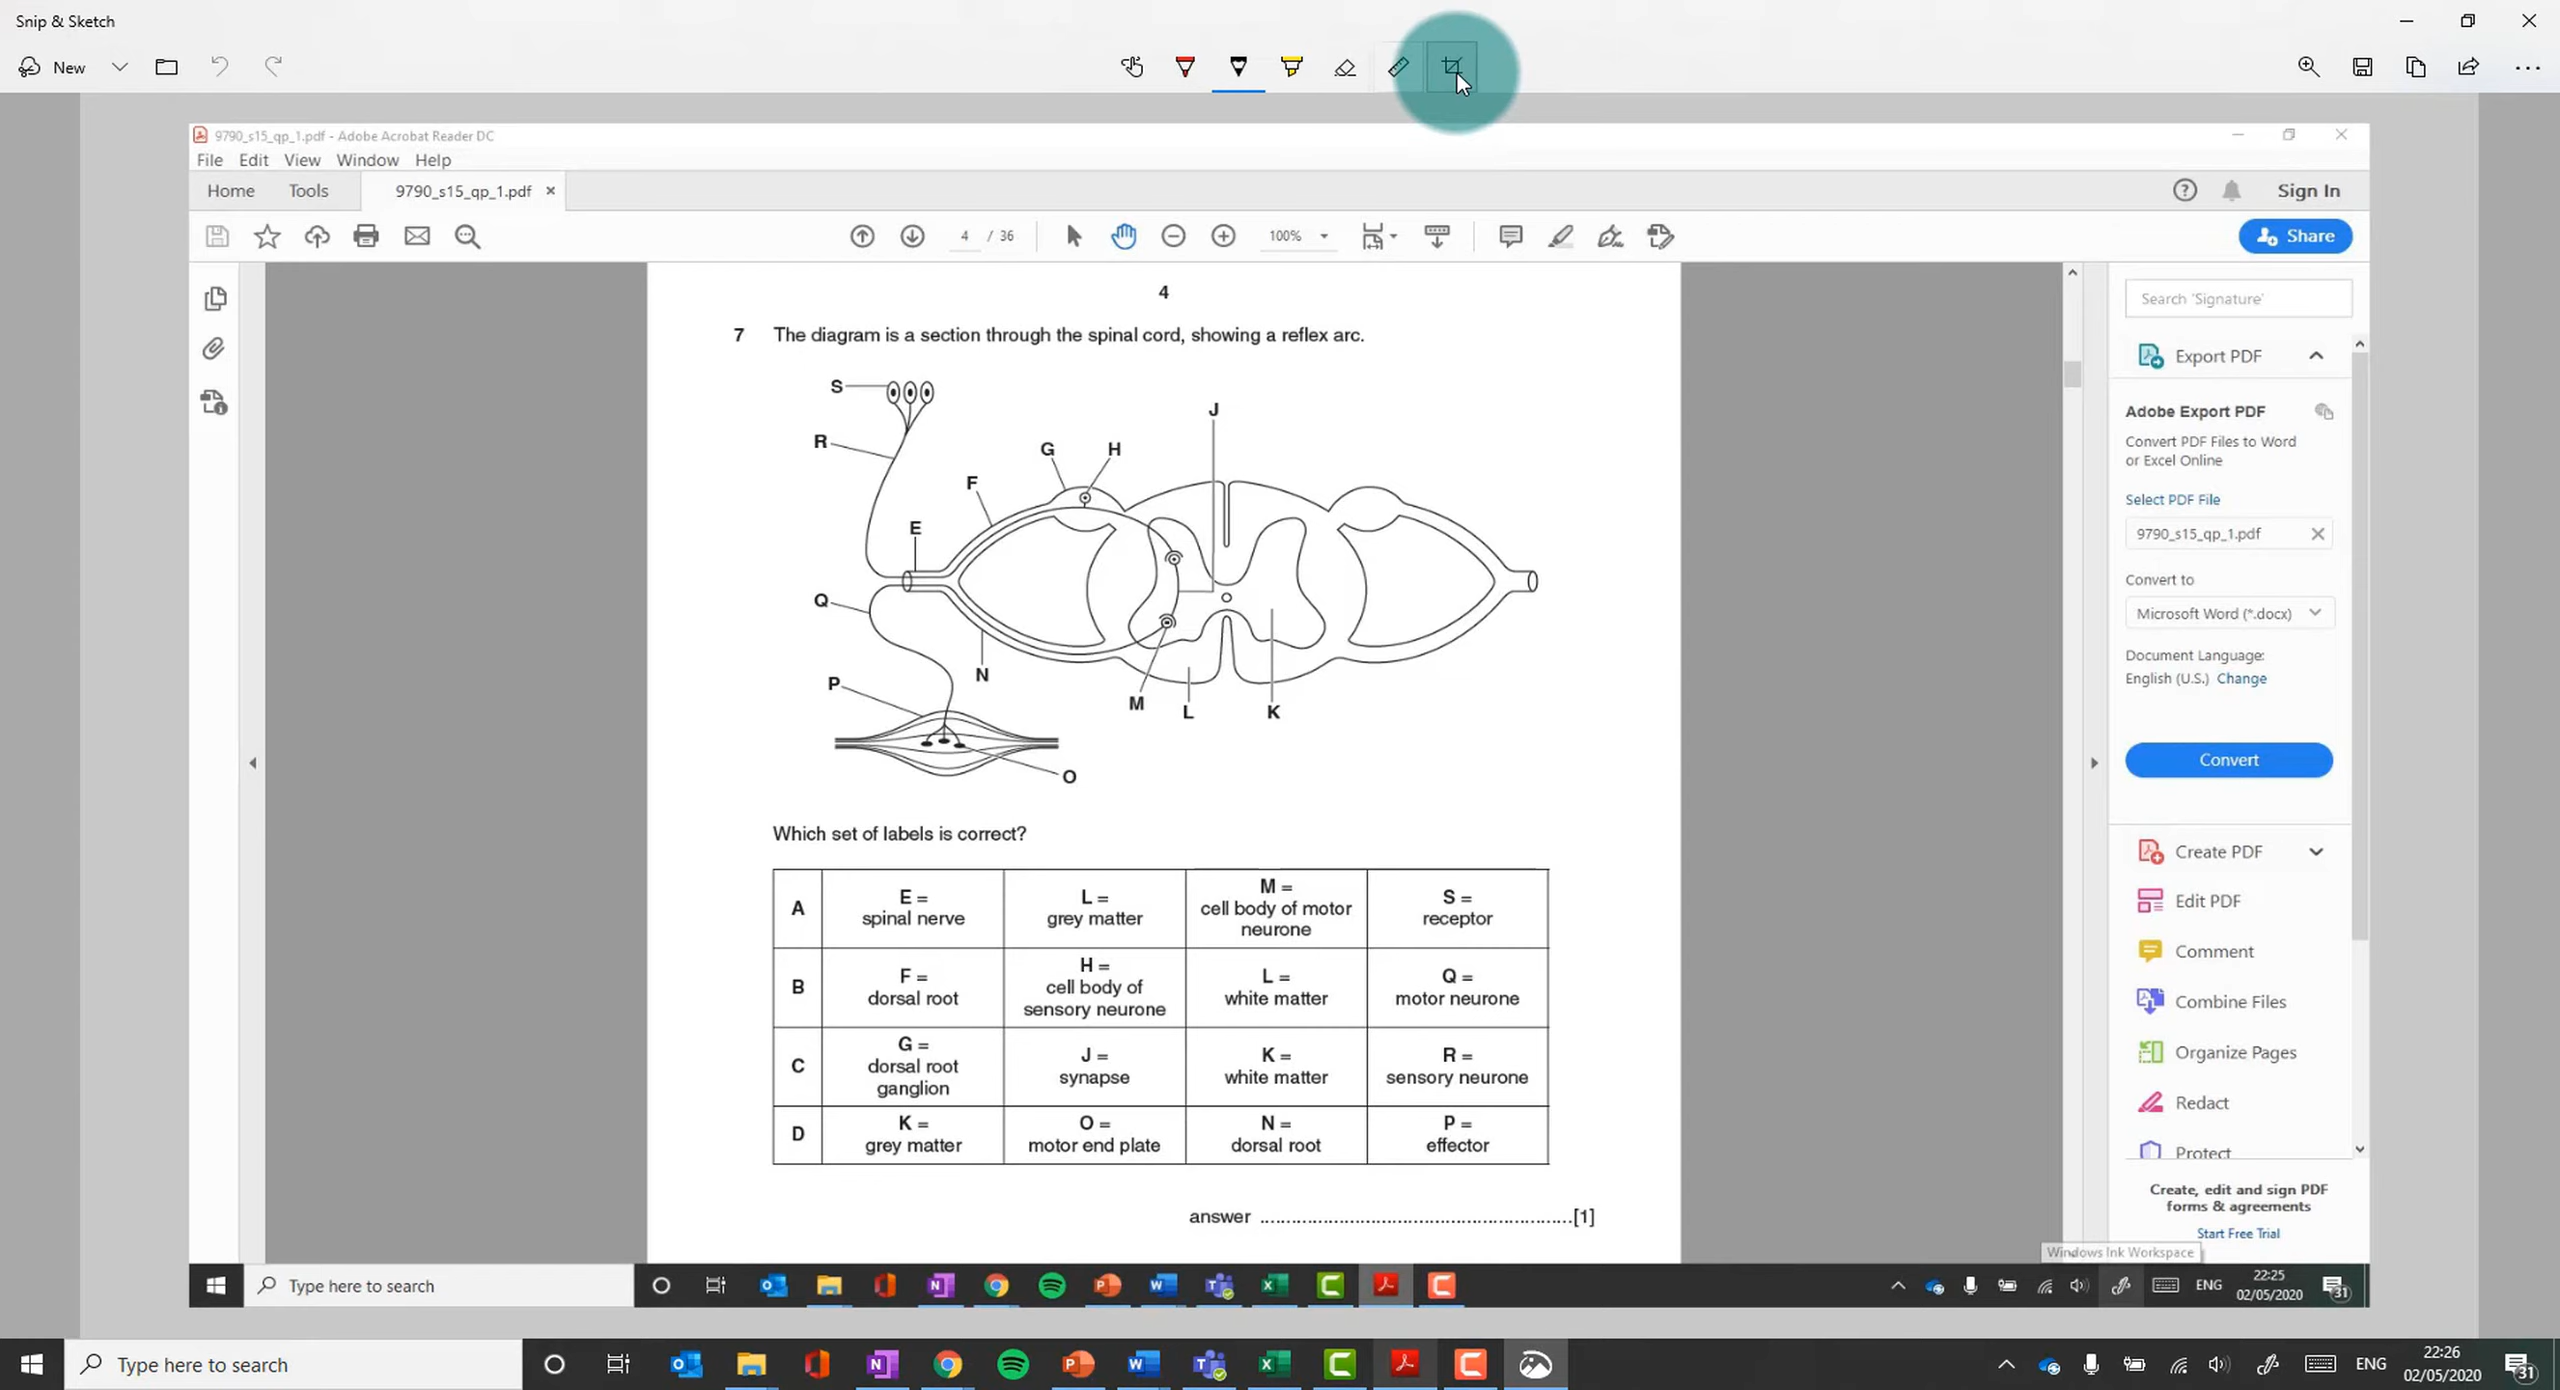 Snip & Sketch
New
9790_s15_qp_1.pdf - Adobe Acrobat Reader DC
File Edit View Window Help
Home Tools 9790_s15_qp_1.pdf × Sign In
4 / 36 100% Share
4
7 The diagram is a section through the spinal cord, showing a reflex arc.
S
J
R
G H
F
E
Q
N
P
M
L
K
O
Which set of labels is correct?
A
E =
spinal nerve
L =
grey matter
M =
cell body of motor
neurone
S =
receptor
B
F =
dorsal root
H =
cell body of
sensory neurone
L =
white matter
Q =
motor neurone
C
G =
dorsal root
ganglion
J =
synapse
K =
white matter
R =
sensory neurone
D
K =
grey matter
O =
motor end plate
N =
dorsal root
P =
effector
answer ............................................................[1]
Search 'Signature'
Export PDF
Adobe Export PDF
Convert PDF Files to Word
or Excel Online
Select PDF File
9790_s15_qp_1.pdf
Convert to
Microsoft Word (*.docx)
Document Language:
English (U.S.) Change
Convert
Create PDF
Edit PDF
Comment
Combine Files
Organize Pages
Redact
Protect
Create, edit and sign PDF
forms & agreements
Start Free Trial
Windows Ink Workspace
Type here to search
ENG
22:25
02/05/2020
31
Type here to search
ENG
22:26
02/05/2020
31